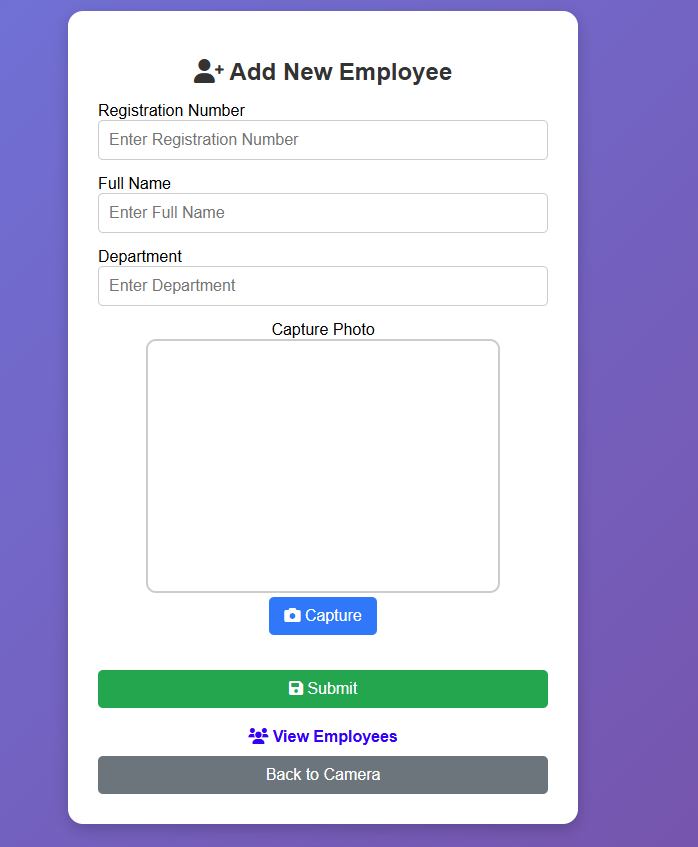 Add New Employee
Registration Number
Enter Registration Number
Full Name
Enter Full Name
Department
Enter Department
Capture Photo
Capture
Submit
View Employees
Back to Camera